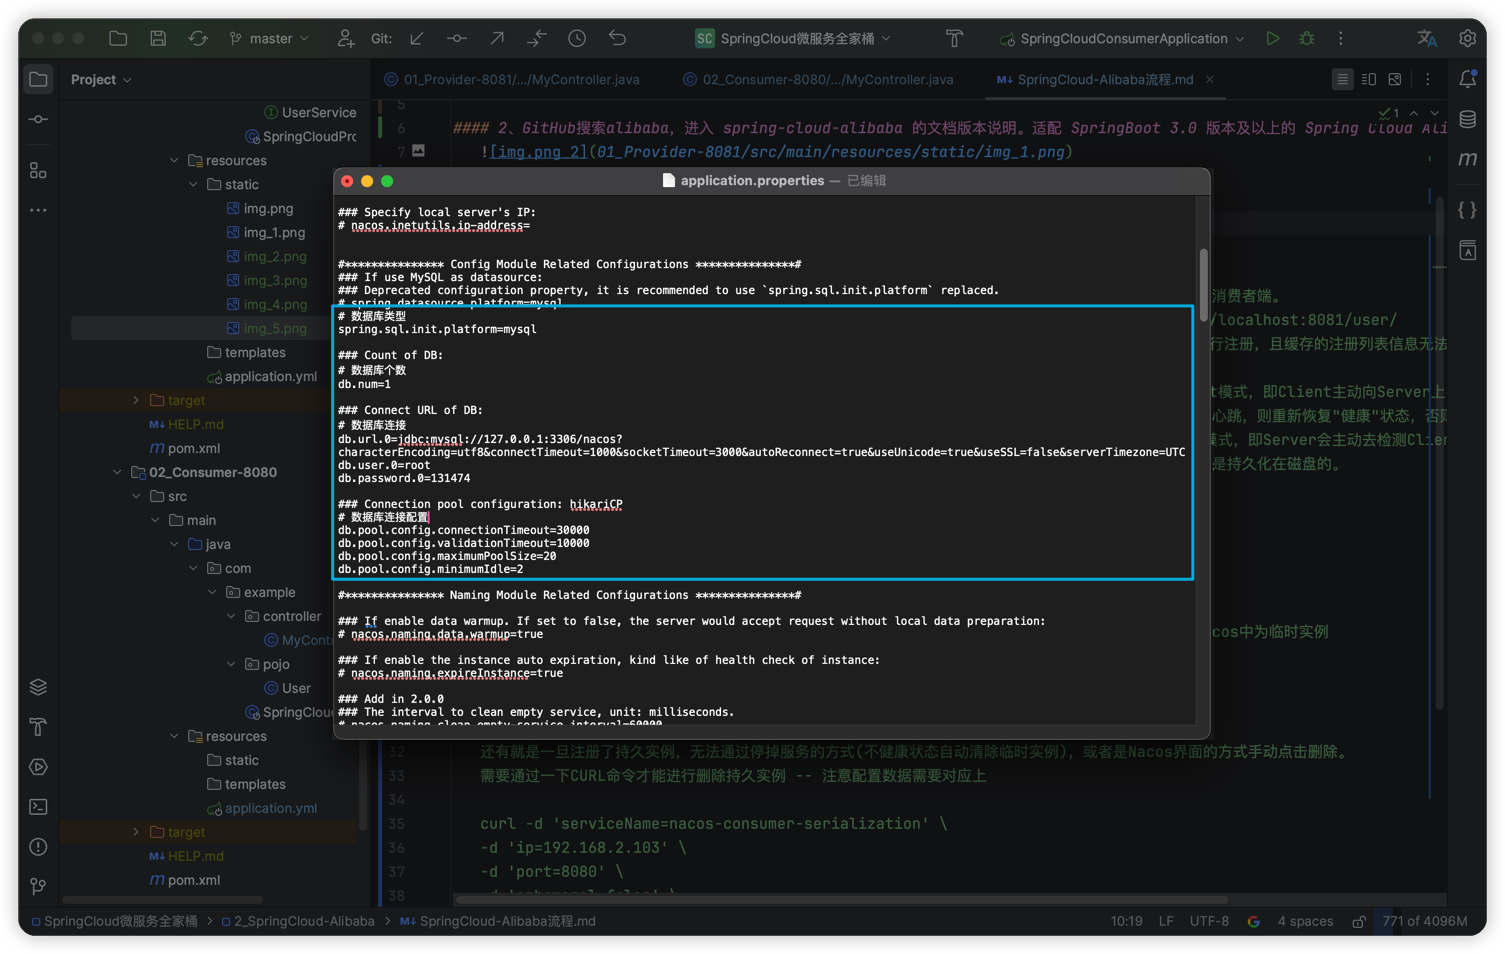 master
Git:
SC SpringCloud微服务全家桶
SpringCloudConsumerApplication
Project
01_Provider-8081/.../MyController.java
02_Consumer-8080/.../MyController.java
M↓ SpringCloud-Alibaba流程.md
UserService
SpringCloudPro
resources
static
img.png
img_1.png
img_2.png
img_3.png
img_4.png
img_5.png
templates
application.yml
target
M↓ HELP.md
m pom.xml
02_Consumer-8080
src
main
java
com
example
controller
MyContr
pojo
User
SpringClou
resources
static
templates
application.yml
target
M↓ HELP.md
m pom.xml
5
6 #### 2、GitHub搜索alibaba，进入 spring-cloud-alibaba 的文档版本说明。适配 SpringBoot 3.0 版本及以上的 Spring Cloud Ali
1
7 ![img.png_2](01_Provider-8081/src/main/resources/static/img_1.png)
application.properties — 已编辑
### Specify local server's IP:
# nacos.inetutils.ip-address=
#*************** Config Module Related Configurations ***************#
### If use MySQL as datasource:
### Deprecated configuration property, it is recommended to use `spring.sql.init.platform` replaced.
# spring.datasource.platform=mysql
# 数据库类型
spring.sql.init.platform=mysql
### Count of DB:
# 数据库个数
db.num=1
### Connect URL of DB:
# 数据库连接
db.url.0=jdbc:mysql://127.0.0.1:3306/nacos?
characterEncoding=utf8&connectTimeout=1000&socketTimeout=3000&autoReconnect=true&useUnicode=true&useSSL=false&serverTimezone=UTC
db.user.0=root
db.password.0=131474
### Connection pool configuration: hikariCP
# 数据库连接配置
db.pool.config.connectionTimeout=30000
db.pool.config.validationTimeout=10000
db.pool.config.maximumPoolSize=20
db.pool.config.minimumIdle=2
#*************** Naming Module Related Configurations ***************#
### If enable data warmup. If set to false, the server would accept request without local data preparation:
# nacos.naming.data.warmup=true
### If enable the instance auto expiration, kind like of health check of instance:
# nacos.naming.expireInstance=true
### Add in 2.0.0
### The interval to clean empty service, unit: milliseconds.
# nacos.naming.clean.empty-service.interval=60000
消费者端。
/localhost:8081/user/
行注册，且缓存的注册列表信息无法
t模式，即Client主动向Server上
心跳，则重新恢复"健康"状态，否则
模式，即Server会主动去检测Clien
是持久化在磁盘的。
cos中为临时实例
32 还有就是一旦注册了持久实例，无法通过停掉服务的方式(不健康状态自动清除临时实例)，或者是Nacos界面的方式手动点击删除。
33 需要通过一下CURL命令才能进行删除持久实例 -- 注意配置数据需要对应上
34
35 curl -d 'serviceName=nacos-consumer-serialization' \
36 -d 'ip=192.168.2.103' \
37 -d 'port=8080' \
38 -d 'ephemeral=false' \
SpringCloud微服务全家桶 > 2_SpringCloud-Alibaba > M↓ SpringCloud-Alibaba流程.md
10:19 LF UTF-8 4 spaces 771 of 4096M